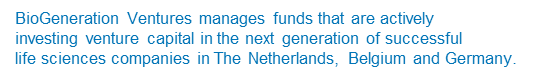 BioGeneration Ventures manages funds that are actively
investing venture capital in the next generation of successful
life sciences companies in The Netherlands, Belgium and Germany.